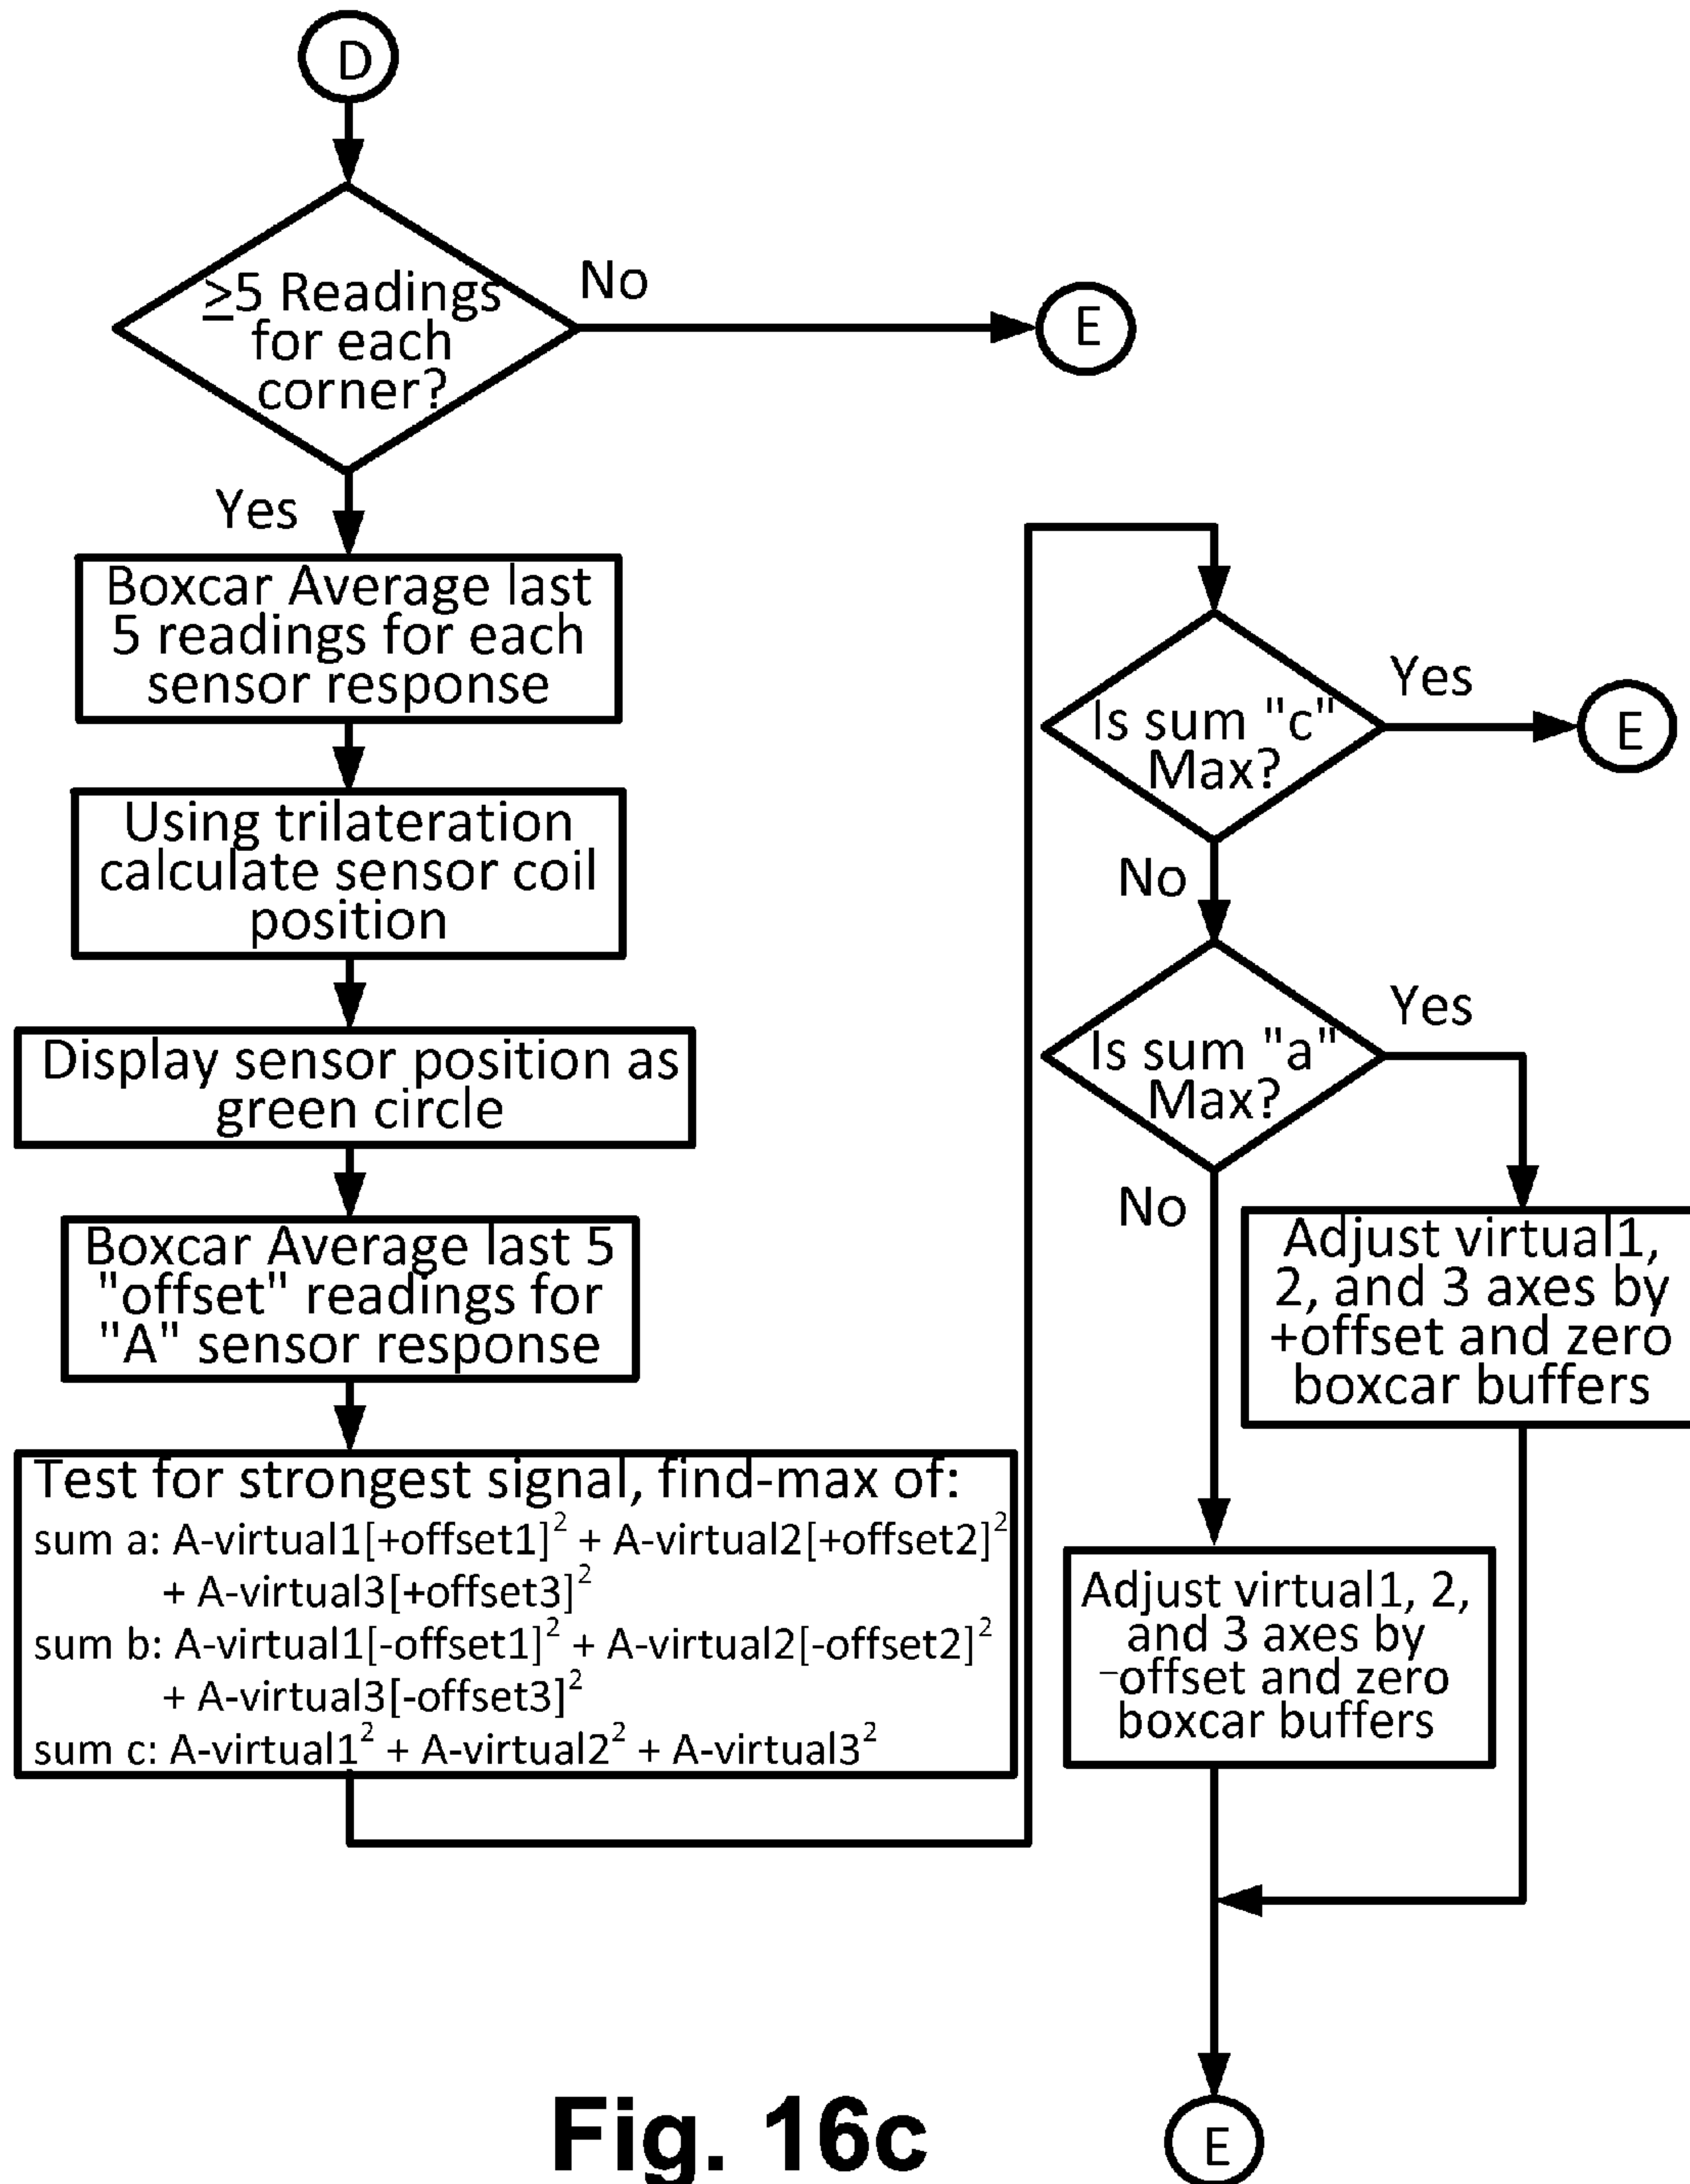 D
≥5 Readings
for each
corner?
No
E
Yes
Boxcar Average last
5 readings for each
sensor response
Using trilateration
calculate sensor coil
position
Display sensor position as
green circle
Boxcar Average last 5
"offset" readings for
"A" sensor response
Test for strongest signal, find-max of:
sum a: A-virtual1[+offset1]² + A-virtual2[+offset2]²
+ A-virtual3[+offset3]²
sum b: A-virtual1[-offset1]² + A-virtual2[-offset2]²
+ A-virtual3[-offset3]²
sum c: A-virtual1² + A-virtual2² + A-virtual3²
Is sum "c"
Max?
Yes
E
No
Is sum "a"
Max?
Yes
No
Adjust virtual1,
2, and 3 axes by
+offset and zero
boxcar buffers
Adjust virtual1, 2,
and 3 axes by
–offset and zero
boxcar buffers
E
Fig. 16c